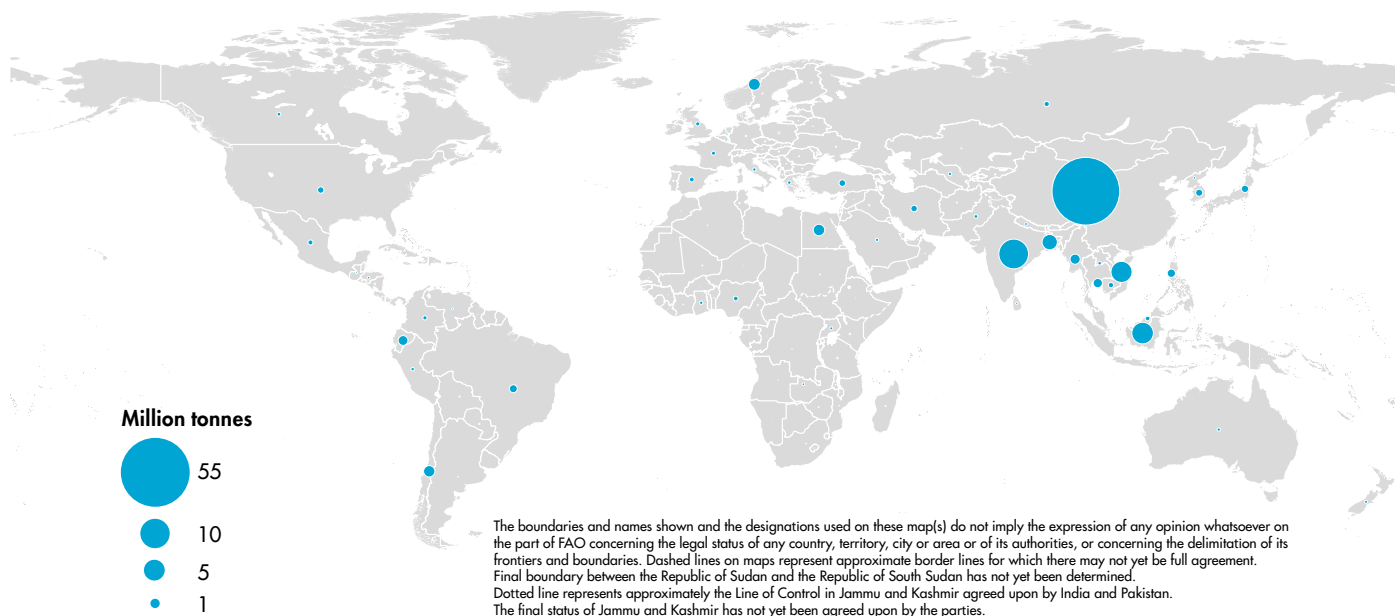 Million tonnes
55
10
5
1
The boundaries and names shown and the designations used on these map(s) do not imply the expression of any opinion whatsoever on
the part of FAO concerning the legal status of any country, territory, city or area or of its authorities, or concerning the delimitation of its
frontiers and boundaries. Dashed lines on maps represent approximate border lines for which there may not yet be full agreement.
Final boundary between the Republic of Sudan and the Republic of South Sudan has not yet been determined.
Dotted line represents approximately the Line of Control in Jammu and Kashmir agreed upon by India and Pakistan.
The final status of Jammu and Kashmir has not yet been agreed upon by the parties.